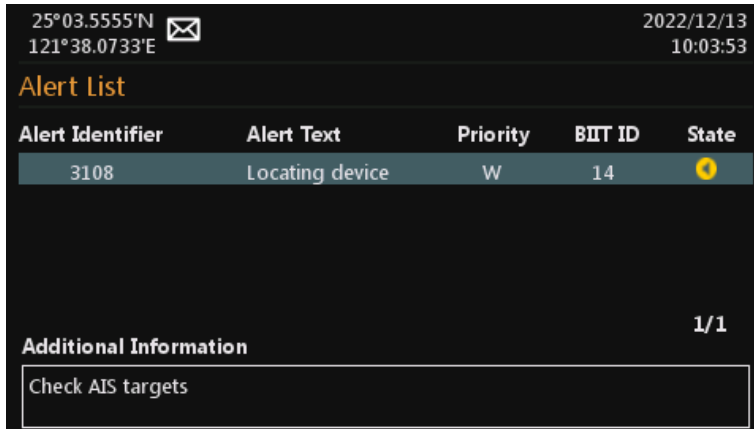 25°03.5555'N
121°38.0733'E
2022/12/13
10:03:53
Alert List
Alert Identifier Alert Text Priority BIIT ID State
3108 Locating device W 14
1/1
Additional Information
Check AIS targets